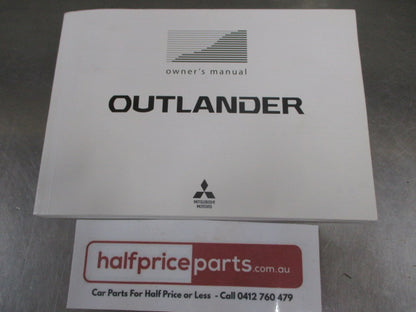 owner's manual
OUTLANDER
MITSUBISHI
MOTORS
halfpriceparts.com.au
Car Parts For Half Price or Less - Call 0412 760 479